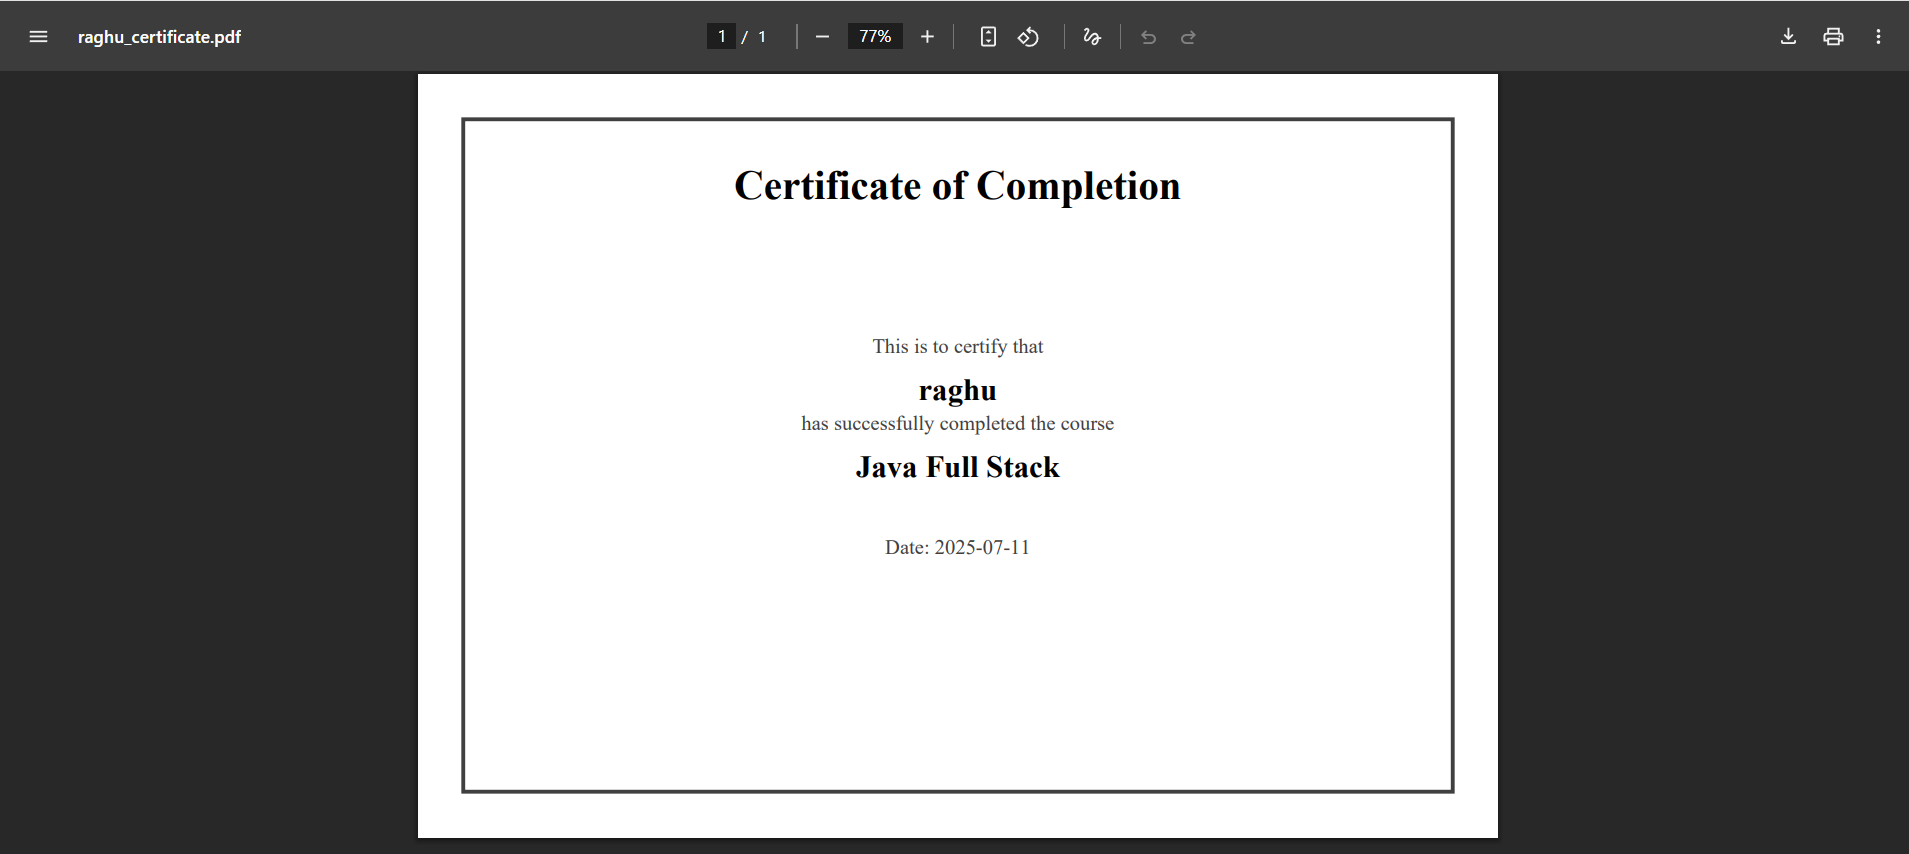 raghu_certificate.pdf
1 / 1
77%
Certificate of Completion
This is to certify that
raghu
has successfully completed the course
Java Full Stack
Date: 2025-07-11